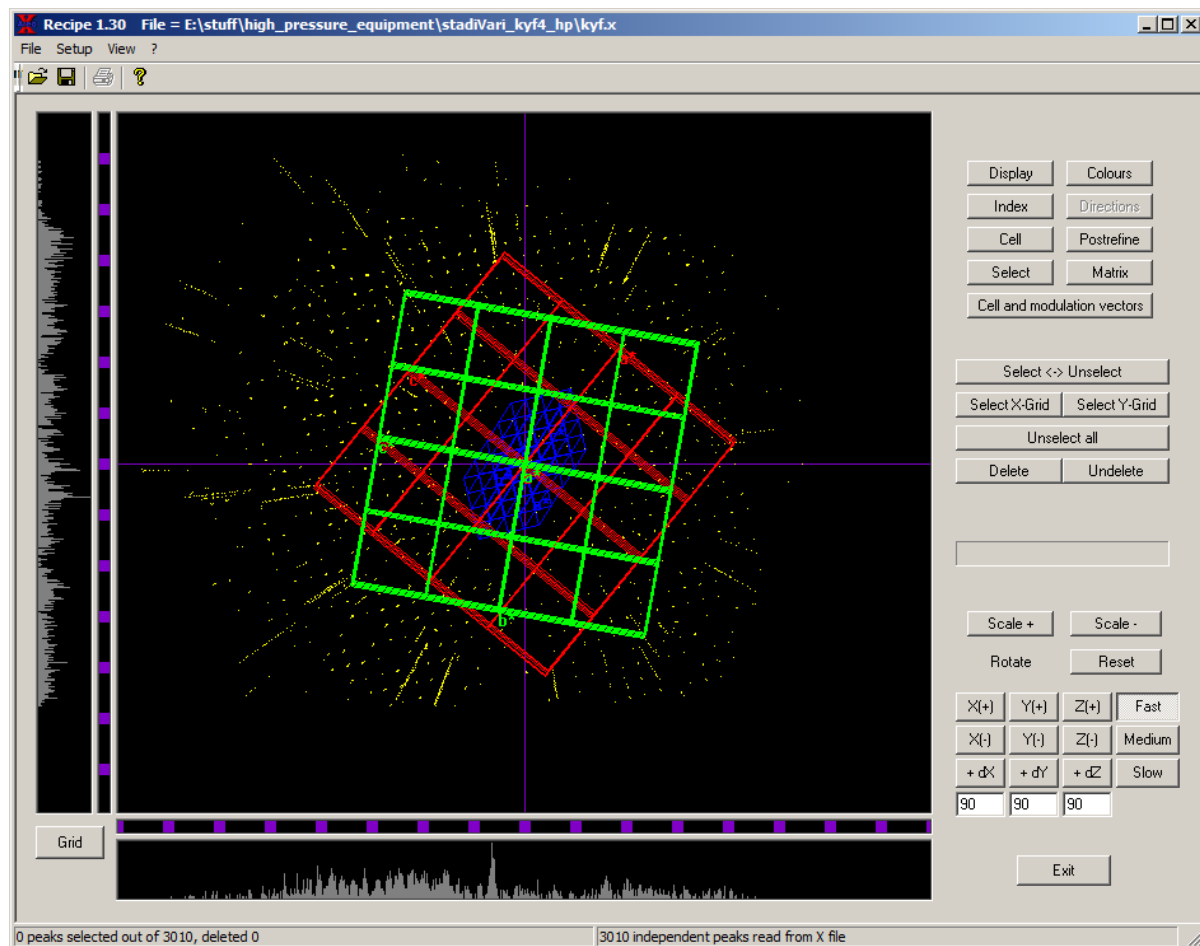 Recipe 1.30 File = E:\stuff\high_pressure_equipment\stadiVari_kyf4_hp\kyf.x
File Setup View ?
Display Colours
Index Directions
Cell Postrefine
Select Matrix
Cell and modulation vectors
Select <-> Unselect
Select X-Grid Select Y-Grid
Unselect all
Delete Undelete
a*
b*
Scale + Scale -
Rotate Reset
X(+) Y(+) Z(+) Fast
X(-) Y(-) Z(-) Medium
+ dX + dY + dZ Slow
90 90 90
Grid
Exit
0 peaks selected out of 3010, deleted 0
3010 independent peaks read from X file